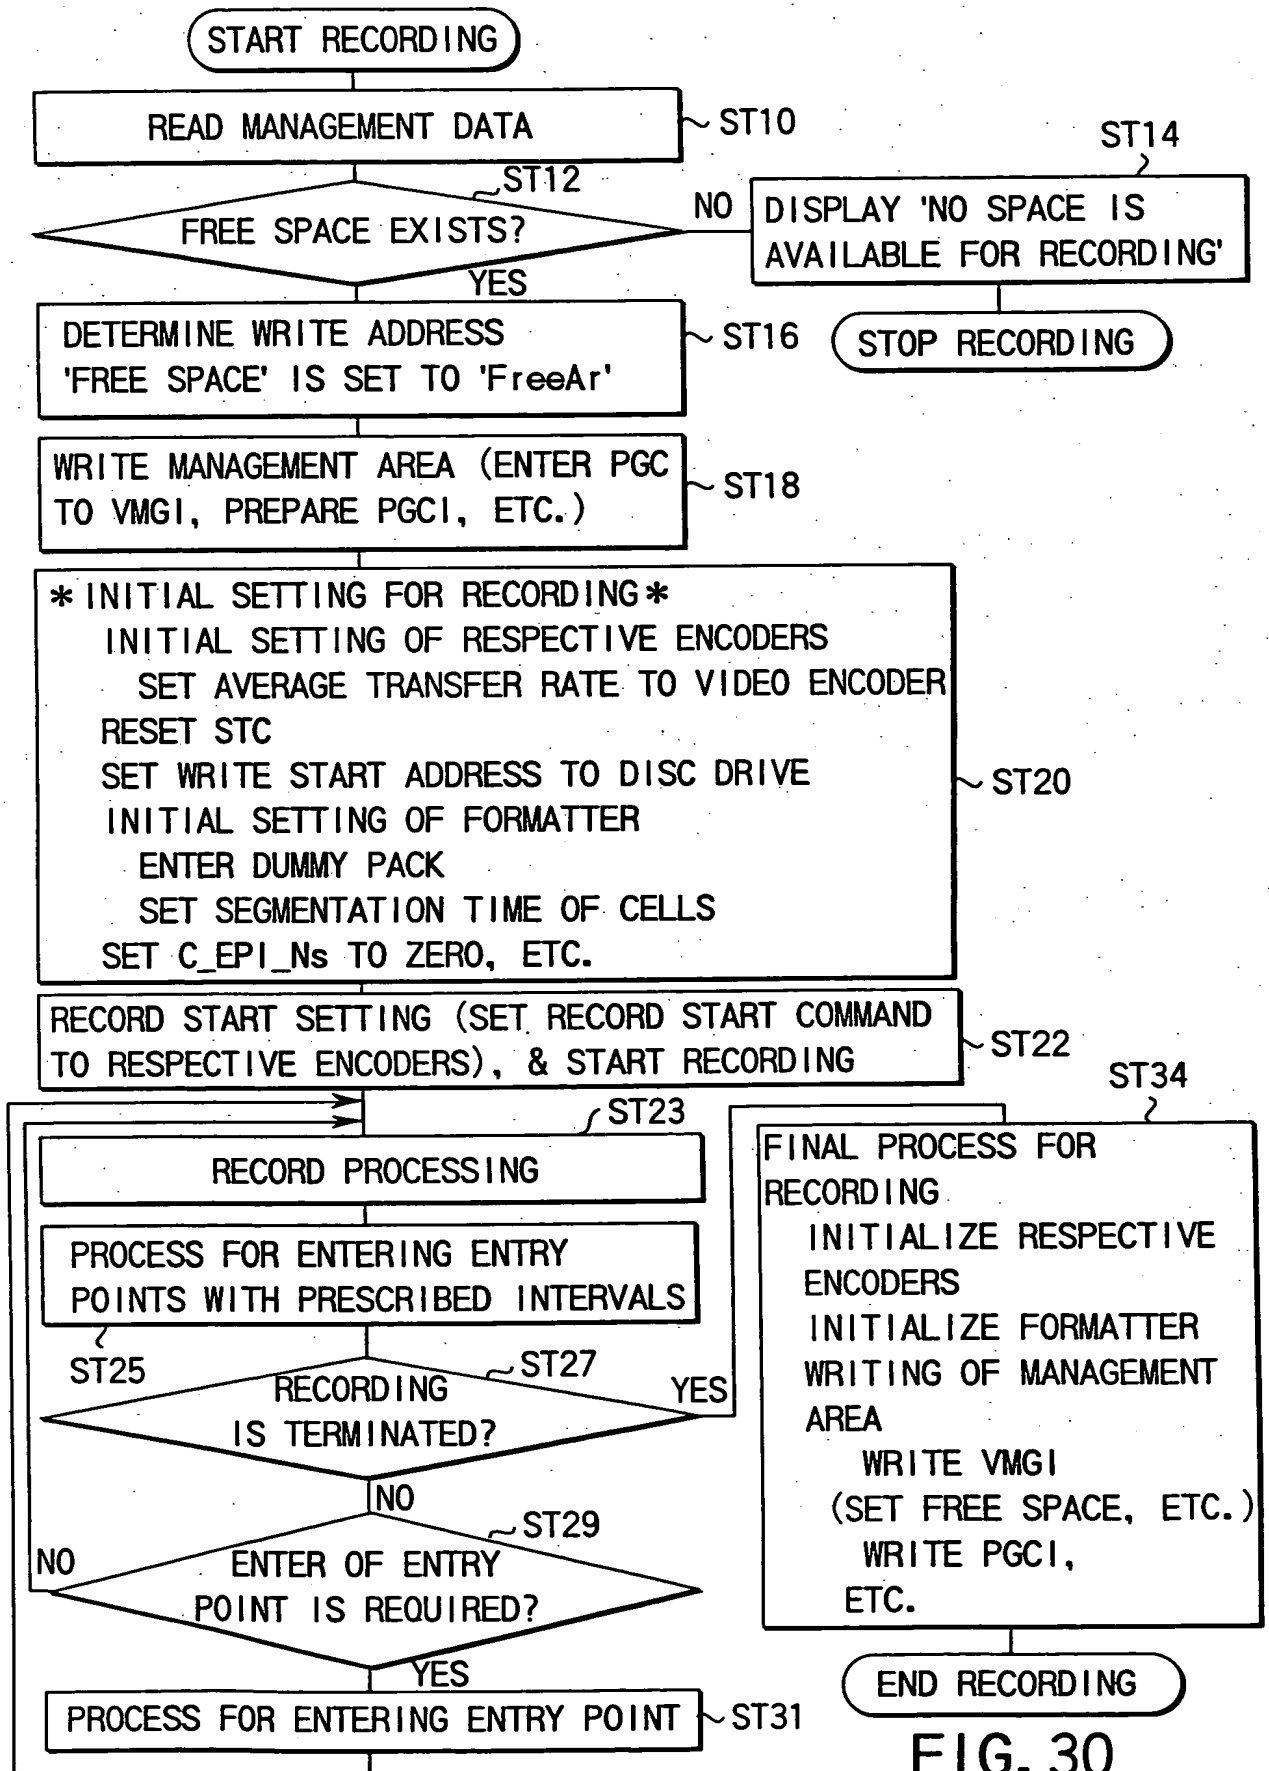 START RECORDING
READ MANAGEMENT DATA
ST10
ST12
FREE SPACE EXISTS?
NO
YES
ST14
DISPLAY 'NO SPACE IS
AVAILABLE FOR RECORDING'
STOP RECORDING
DETERMINE WRITE ADDRESS
'FREE SPACE' IS SET TO 'FreeAr'
ST16
WRITE MANAGEMENT AREA (ENTER PGC
TO VMGI, PREPARE PGCI, ETC.)
ST18
*INITIAL SETTING FOR RECORDING*
INITIAL SETTING OF RESPECTIVE ENCODERS
SET AVERAGE TRANSFER RATE TO VIDEO ENCODER
RESET STC
SET WRITE START ADDRESS TO DISC DRIVE
INITIAL SETTING OF FORMATTER
ENTER DUMMY PACK
SET SEGMENTATION TIME OF CELLS
SET C_EPI_Ns TO ZERO, ETC.
ST20
RECORD START SETTING (SET RECORD START COMMAND
TO RESPECTIVE ENCODERS), & START RECORDING
ST22
ST23
RECORD PROCESSING
PROCESS FOR ENTERING ENTRY
POINTS WITH PRESCRIBED INTERVALS
ST25
ST27
RECORDING
IS TERMINATED?
YES
NO
ST29
ENTER OF ENTRY
POINT IS REQUIRED?
NO
YES
PROCESS FOR ENTERING ENTRY POINT
ST31
ST34
FINAL PROCESS FOR
RECORDING
INITIALIZE RESPECTIVE
ENCODERS
INITIALIZE FORMATTER
WRITING OF MANAGEMENT
AREA
WRITE VMGI
(SET FREE SPACE, ETC.)
WRITE PGCI,
ETC.
END RECORDING
FIG. 30